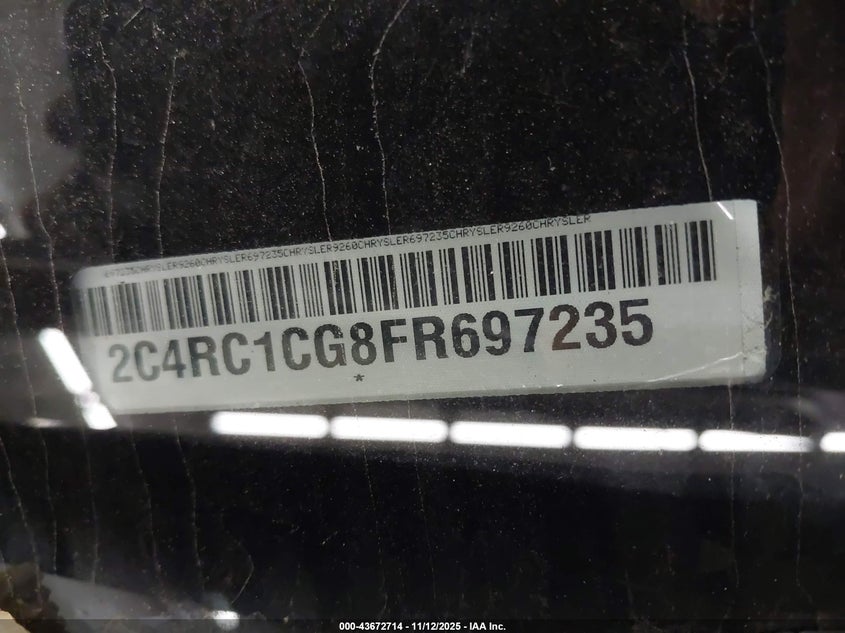 697235CHRYSLER9260CHRYSLER697235CHRYSLER9260CHRYSLER697235CHRYSLER9260CHRYSLER
2C4RC1CG8FR697235
*
000-43672714 - 11/12/2025 - IAA Inc.